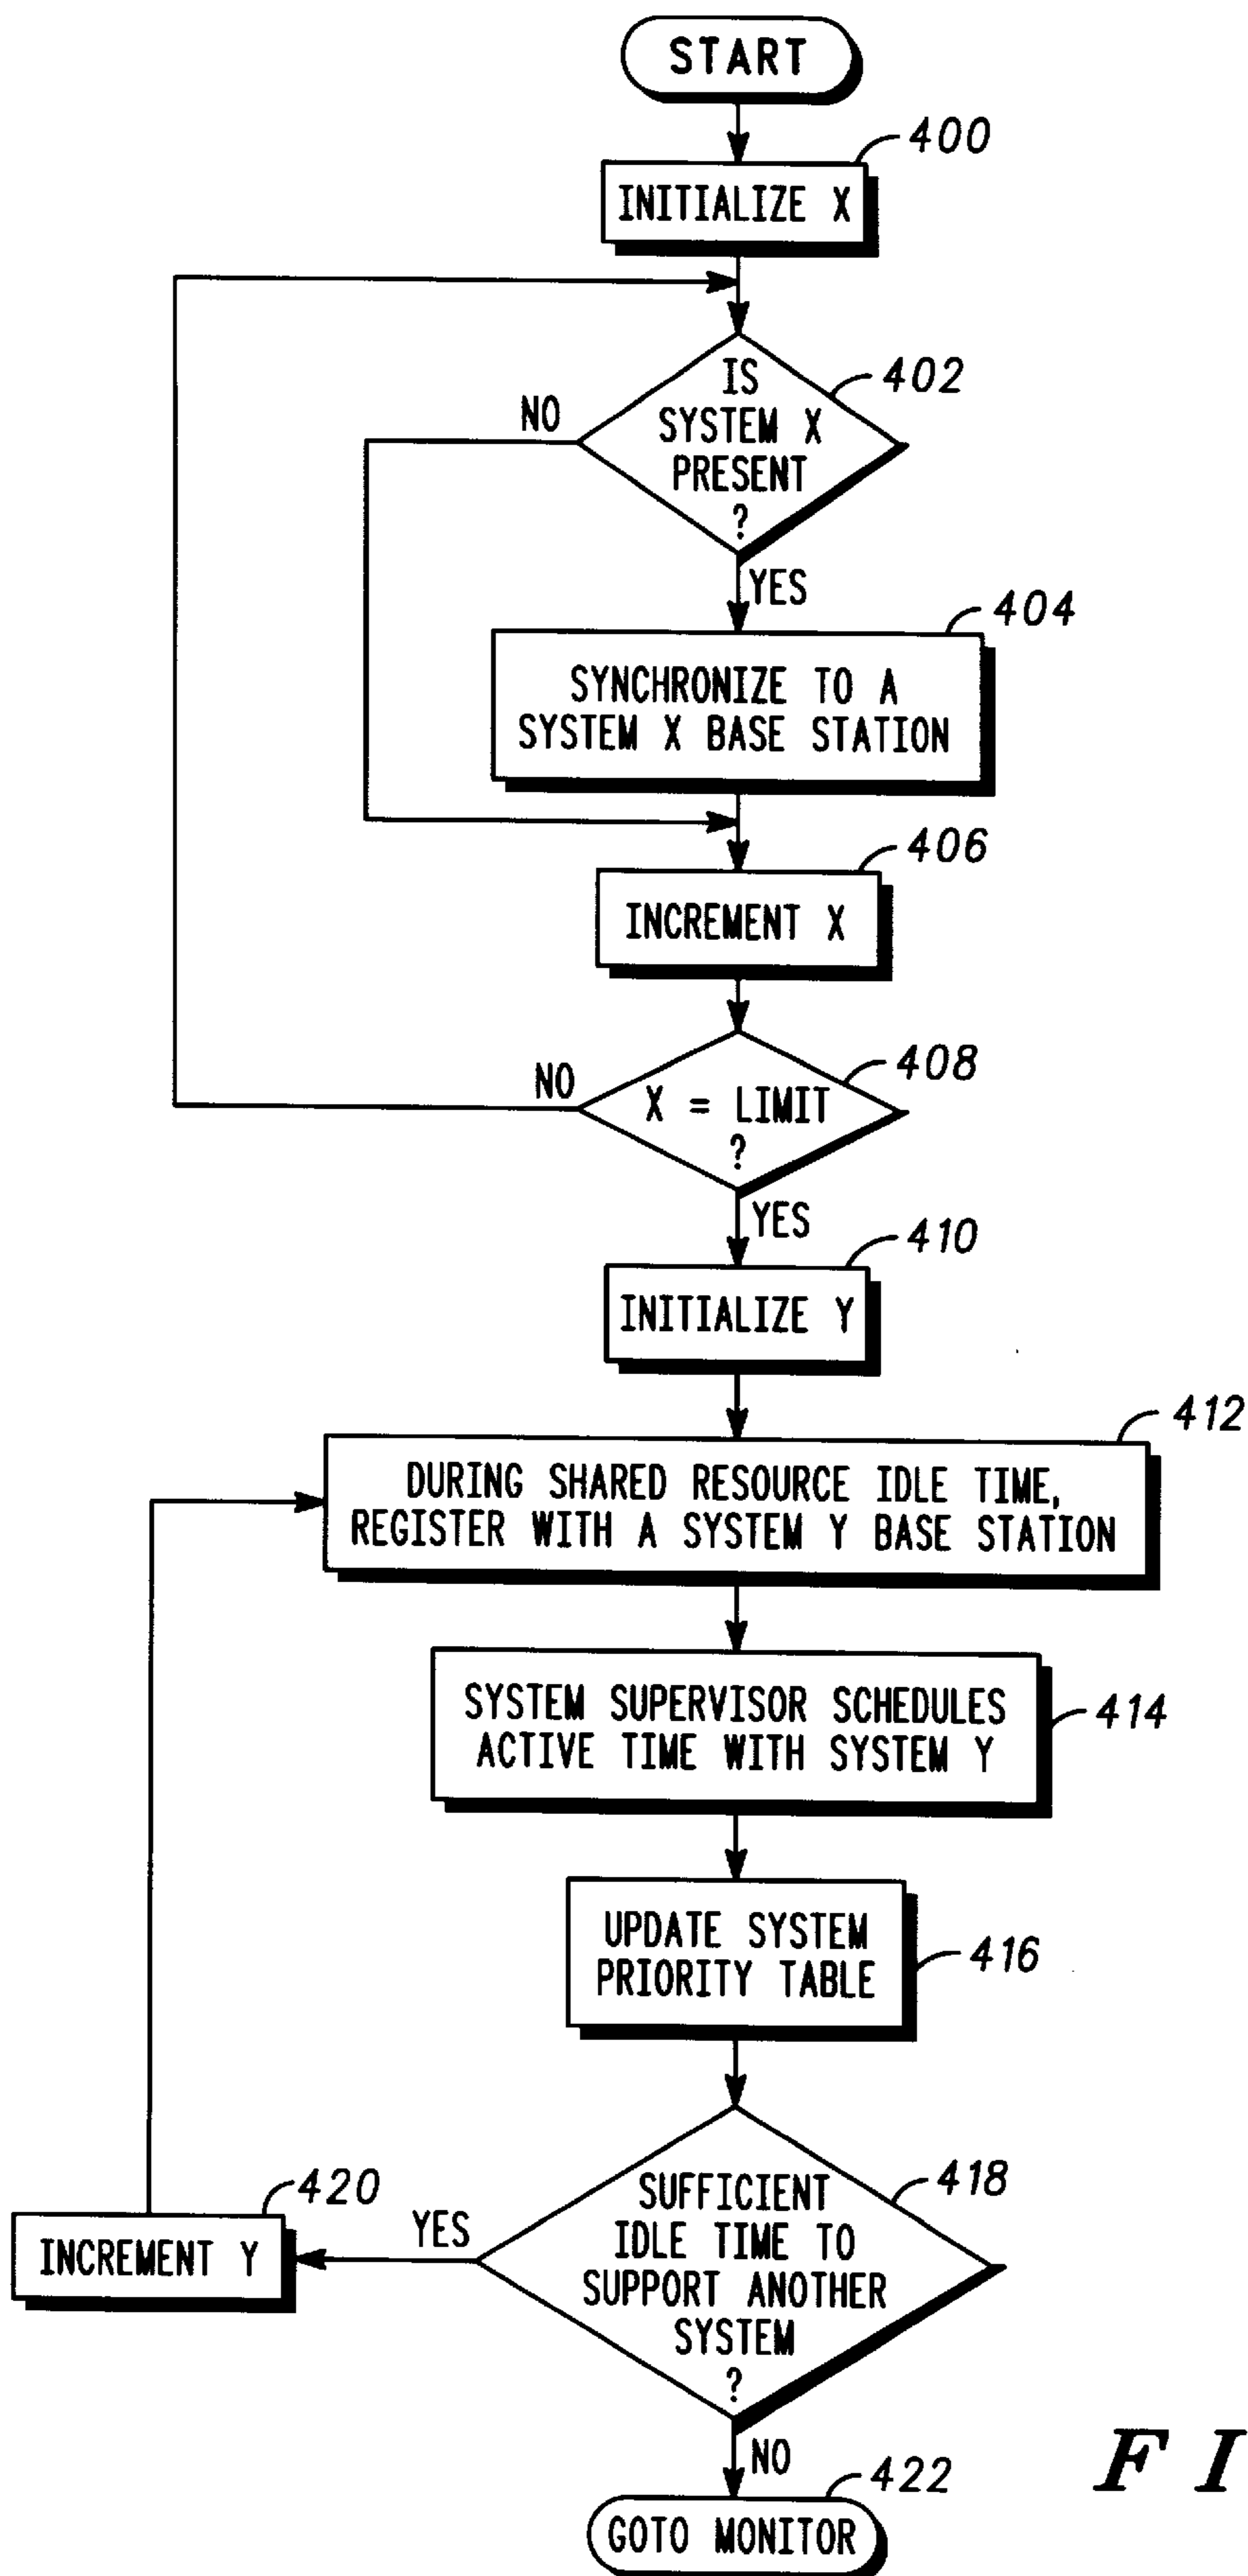 START
400
INITIALIZE X
402
IS
SYSTEM X
PRESENT
?
NO
YES
404
SYNCHRONIZE TO A
SYSTEM X BASE STATION
406
INCREMENT X
408
X = LIMIT
?
NO
YES
410
INITIALIZE Y
412
DURING SHARED RESOURCE IDLE TIME,
REGISTER WITH A SYSTEM Y BASE STATION
SYSTEM SUPERVISOR SCHEDULES
ACTIVE TIME WITH SYSTEM Y
414
UPDATE SYSTEM
PRIORITY TABLE
416
418
SUFFICIENT
IDLE TIME TO
SUPPORT ANOTHER
SYSTEM
?
YES
420
INCREMENT Y
NO
422
GOTO MONITOR
F I